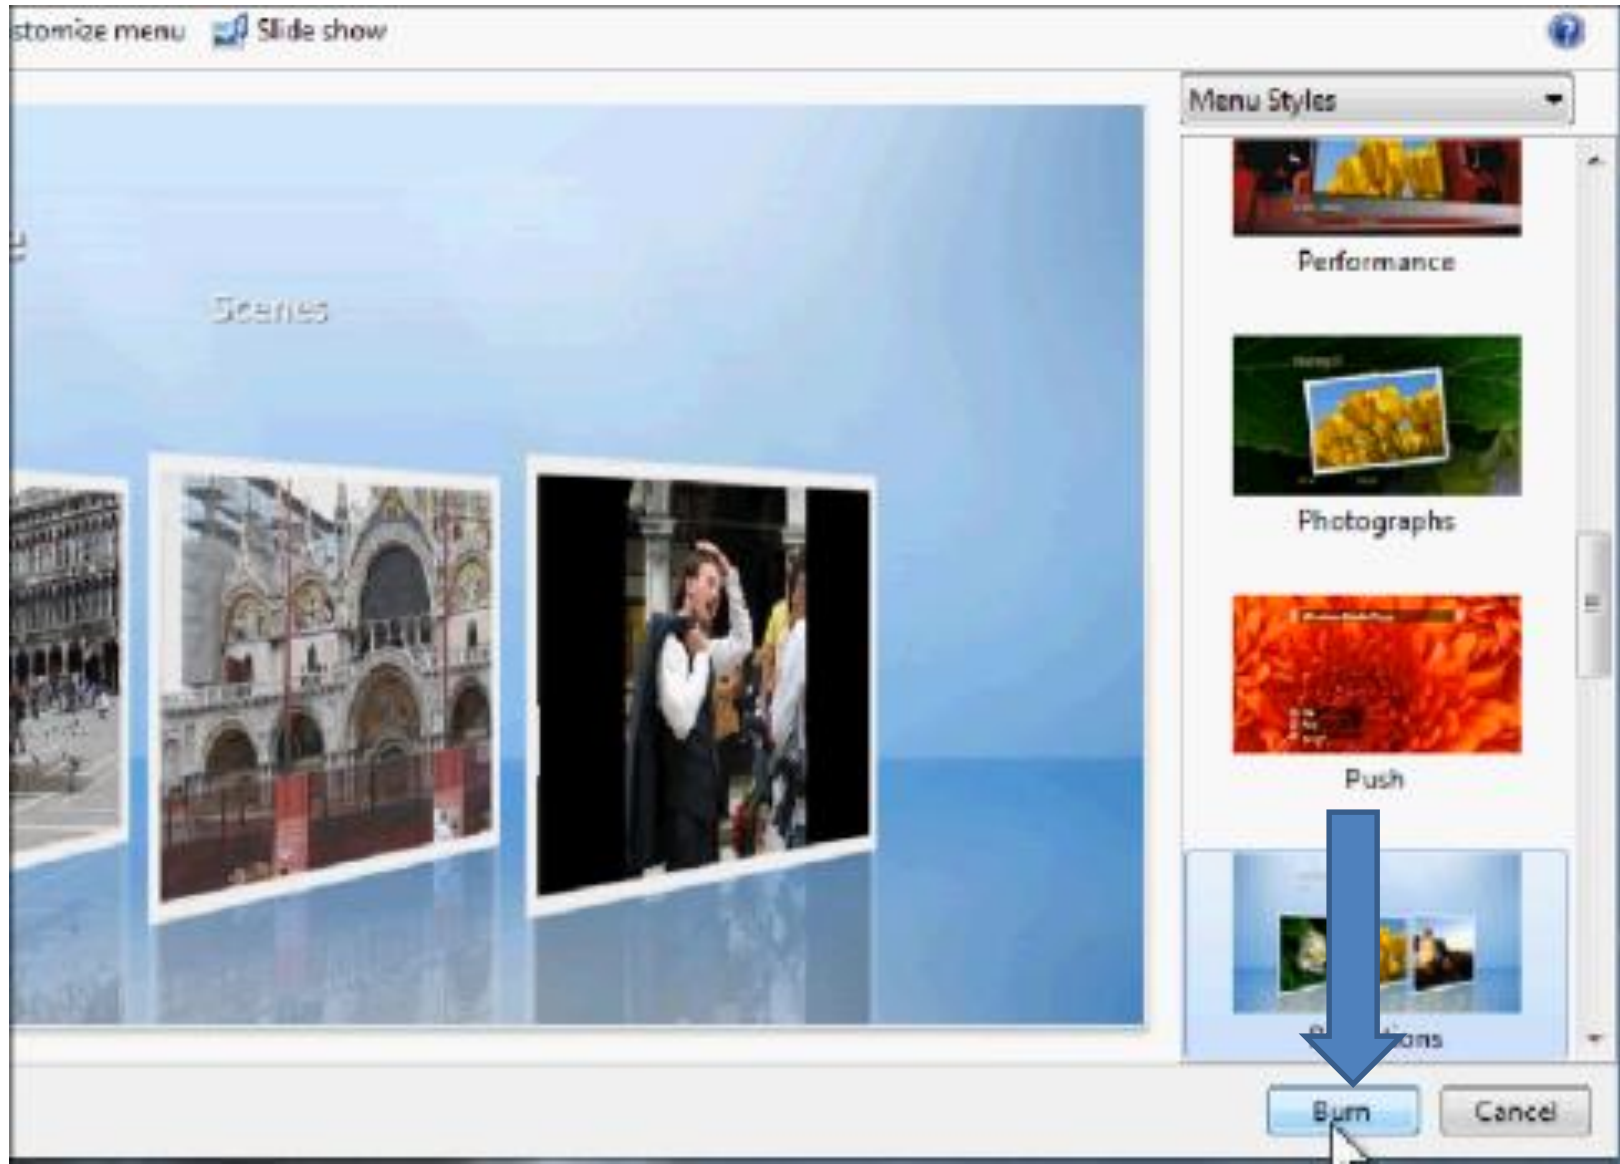 stomize menu Slide show
Menu Styles
Scenes
Performance
Photographs
Push
Burn Cancel